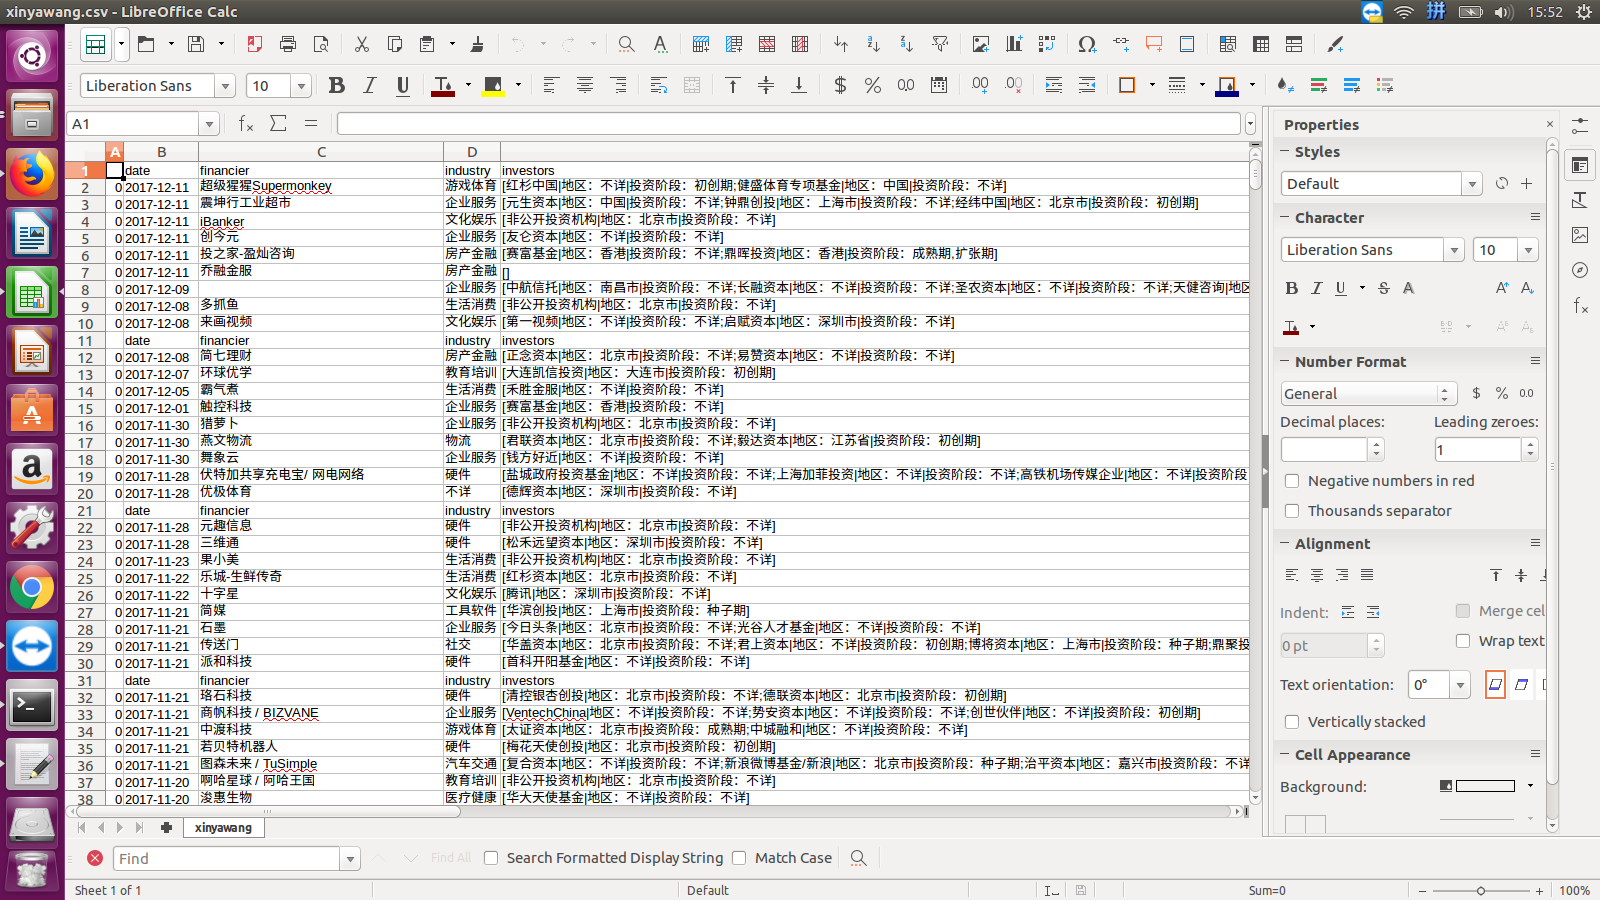 xinyawang.csv - LibreOffice Calc
15:52
Liberation Sans
10
A1
A B C D
1 date financier industry investors
2 0 2017-12-11 超级猩猩Supermonkey 游戏体育 [红杉中国|地区：不详|投资阶段：初创期;健盛体育专项基金|地区：中国|投资阶段：不详]
3 0 2017-12-11 震坤行工业超市 企业服务 [元生资本|地区：中国|投资阶段：不详;钟鼎创投|地区：上海市|投资阶段：不详;经纬中国|地区：北京市|投资阶段：初创期]
4 0 2017-12-11 iBanker 文化娱乐 [非公开投资机构|地区：北京市|投资阶段：不详]
5 0 2017-12-11 创今元 企业服务 [友仑资本|地区：不详|投资阶段：不详]
6 0 2017-12-11 投之家-盈灿咨询 房产金融 [赛富基金|地区：香港|投资阶段：不详;鼎晖投资|地区：香港|投资阶段：成熟期,扩张期]
7 0 2017-12-11 乔融金服 房产金融 []
8 0 2017-12-09 企业服务 [中航信托|地区：南昌市|投资阶段：不详;长融资本|地区：不详|投资阶段：不详;圣农资本|地区：不详|投资阶段：不详;天健咨询|地区
9 0 2017-12-08 多抓鱼 生活消费 [非公开投资机构|地区：北京市|投资阶段：不详]
10 0 2017-12-08 来画视频 文化娱乐 [第一视频|地区：不详|投资阶段：不详;启赋资本|地区：深圳市|投资阶段：不详]
11 date financier industry investors
12 0 2017-12-08 简七理财 房产金融 [正念资本|地区：北京市|投资阶段：不详;易赞资本|地区：不详|投资阶段：不详]
13 0 2017-12-07 环球优学 教育培训 [大连凯信投资|地区：大连市|投资阶段：初创期]
14 0 2017-12-05 霸气煮 生活消费 [禾胜金服|地区：不详|投资阶段：不详]
15 0 2017-12-01 触控科技 企业服务 [赛富基金|地区：香港|投资阶段：不详]
16 0 2017-11-30 猎萝卜 企业服务 [非公开投资机构|地区：北京市|投资阶段：不详]
17 0 2017-11-30 燕文物流 物流 [君联资本|地区：北京市|投资阶段：不详;毅达资本|地区：江苏省|投资阶段：初创期]
18 0 2017-11-30 舞象云 企业服务 [钱方好近|地区：不详|投资阶段：不详]
19 0 2017-11-28 伏特加共享充电宝/ 网电网络 硬件 [盐城政府投资基金|地区：不详|投资阶段：不详;上海加菲投资|地区：不详|投资阶段：不详;高铁机场传媒企业|地区：不详|投资阶段
20 0 2017-11-28 优极体育 不详 [德辉资本|地区：深圳市|投资阶段：不详]
21 date financier industry investors
22 0 2017-11-28 元趣信息 硬件 [非公开投资机构|地区：北京市|投资阶段：不详]
23 0 2017-11-28 三维通 硬件 [松禾远望资本|地区：深圳市|投资阶段：不详]
24 0 2017-11-23 果小美 生活消费 [非公开投资机构|地区：北京市|投资阶段：不详]
25 0 2017-11-22 乐城-生鲜传奇 生活消费 [红杉资本|地区：北京市|投资阶段：不详]
26 0 2017-11-22 十字星 文化娱乐 [腾讯|地区：深圳市|投资阶段：不详]
27 0 2017-11-21 简媒 工具软件 [华滨创投|地区：上海市|投资阶段：种子期]
28 0 2017-11-21 石墨 企业服务 [今日头条|地区：北京市|投资阶段：不详;光谷人才基金|地区：不详|投资阶段：不详]
29 0 2017-11-21 传送门 社交 [华盖资本|地区：北京市|投资阶段：不详;君上资本|地区：不详|投资阶段：初创期;博将资本|地区：上海市|投资阶段：种子期;鼎聚投
30 0 2017-11-21 派和科技 硬件 [首科开阳基金|地区：不详|投资阶段：不详]
31 date financier industry investors
32 0 2017-11-21 珞石科技 硬件 [清控银杏创投|地区：北京市|投资阶段：不详;德联资本|地区：北京市|投资阶段：初创期]
33 0 2017-11-21 商帆科技 / BIZVANE 企业服务 [VentechChina|地区：不详|投资阶段：不详;势安资本|地区：不详|投资阶段：不详;创世伙伴|地区：不详|投资阶段：初创期]
34 0 2017-11-21 中渡科技 游戏体育 [太证资本|地区：北京市|投资阶段：成熟期;中城融和|地区：不详|投资阶段：不详]
35 0 2017-11-21 若贝特机器人 硬件 [梅花天使创投|地区：北京市|投资阶段：初创期]
36 0 2017-11-21 图森未来 / TuSimple 汽车交通 [复合资本|地区：不详|投资阶段：不详;新浪微博基金/新浪|地区：北京市|投资阶段：种子期;治平资本|地区：嘉兴市|投资阶段：不详
37 0 2017-11-20 啊哈星球 / 阿哈王国 教育培训 [非公开投资机构|地区：北京市|投资阶段：不详]
38 0 2017-11-20 浚惠生物 医疗健康 [华大天使基金|地区：不详|投资阶段：不详]
xinyawang
Find
Find All
Search Formatted Display String
Match Case
Sheet 1 of 1
Default
Sum=0
100%
Properties
Styles
Default
Character
Liberation Sans
10
Number Format
General
Decimal places:
Leading zeroes:
1
Negative numbers in red
Thousands separator
Alignment
Indent:
Merge cel
0 pt
Wrap text
Text orientation:
0°
Vertically stacked
Cell Appearance
Background: